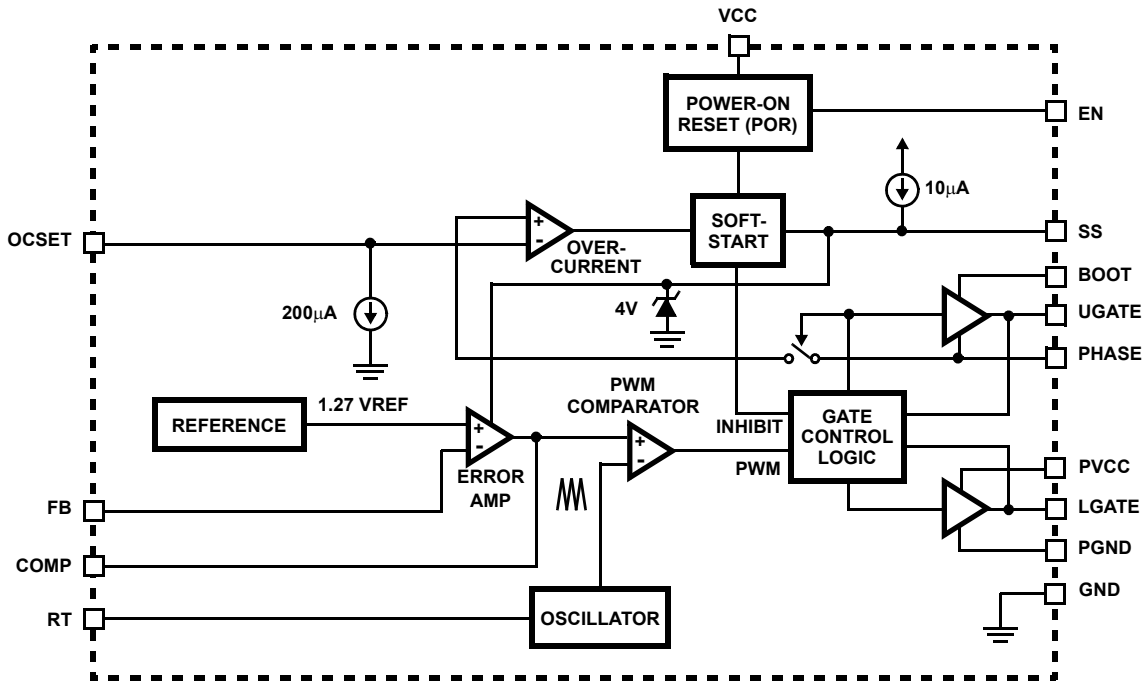 VCC
POWER-ON
RESET (POR)
EN
10μA
OCSET
+
-
OVER-
CURRENT
SOFT-
START
SS
BOOT
200μA
4V
UGATE
PHASE
PWM
COMPARATOR
1.27 VREF
REFERENCE
+
-
ERROR
AMP
+
-
INHIBIT
PWM
GATE
CONTROL
LOGIC
PVCC
FB
LGATE
COMP
PGND
GND
RT
OSCILLATOR